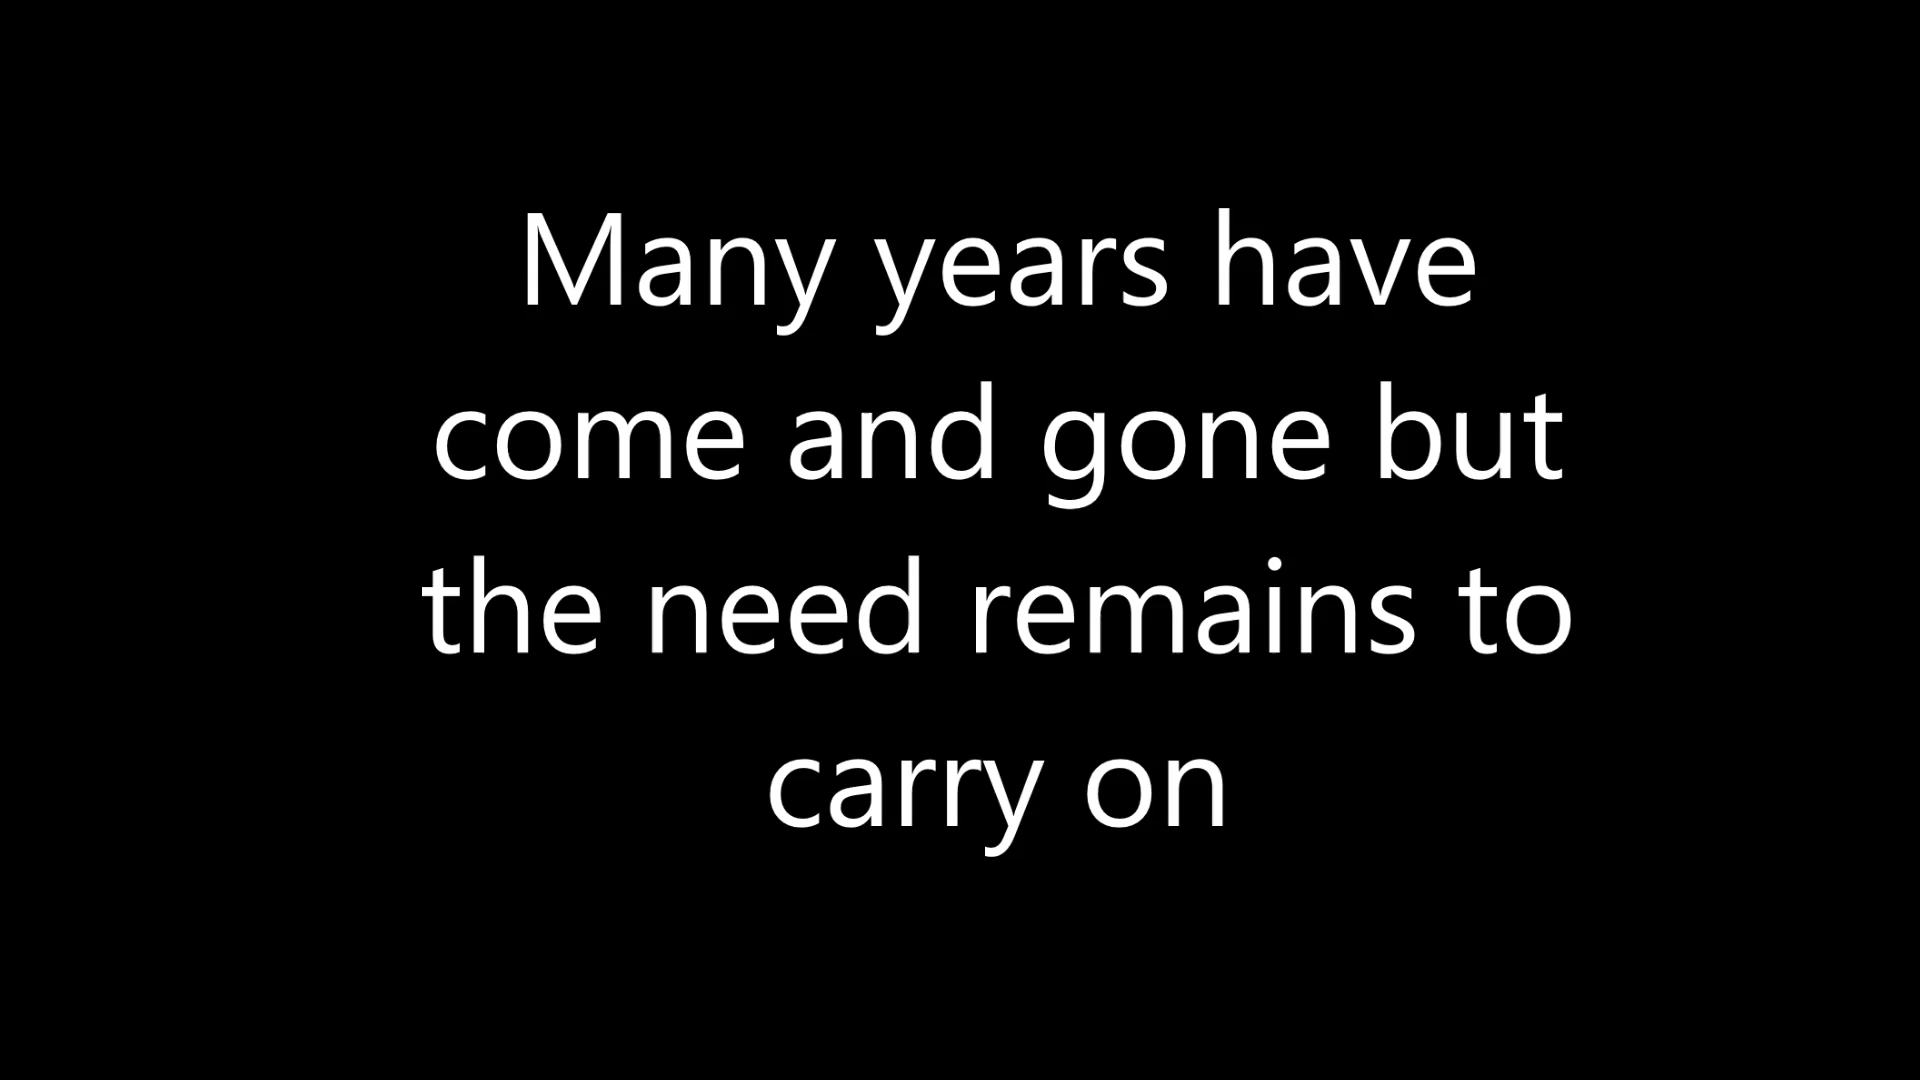 Many years have
come and gone but
the need remains to
carry on